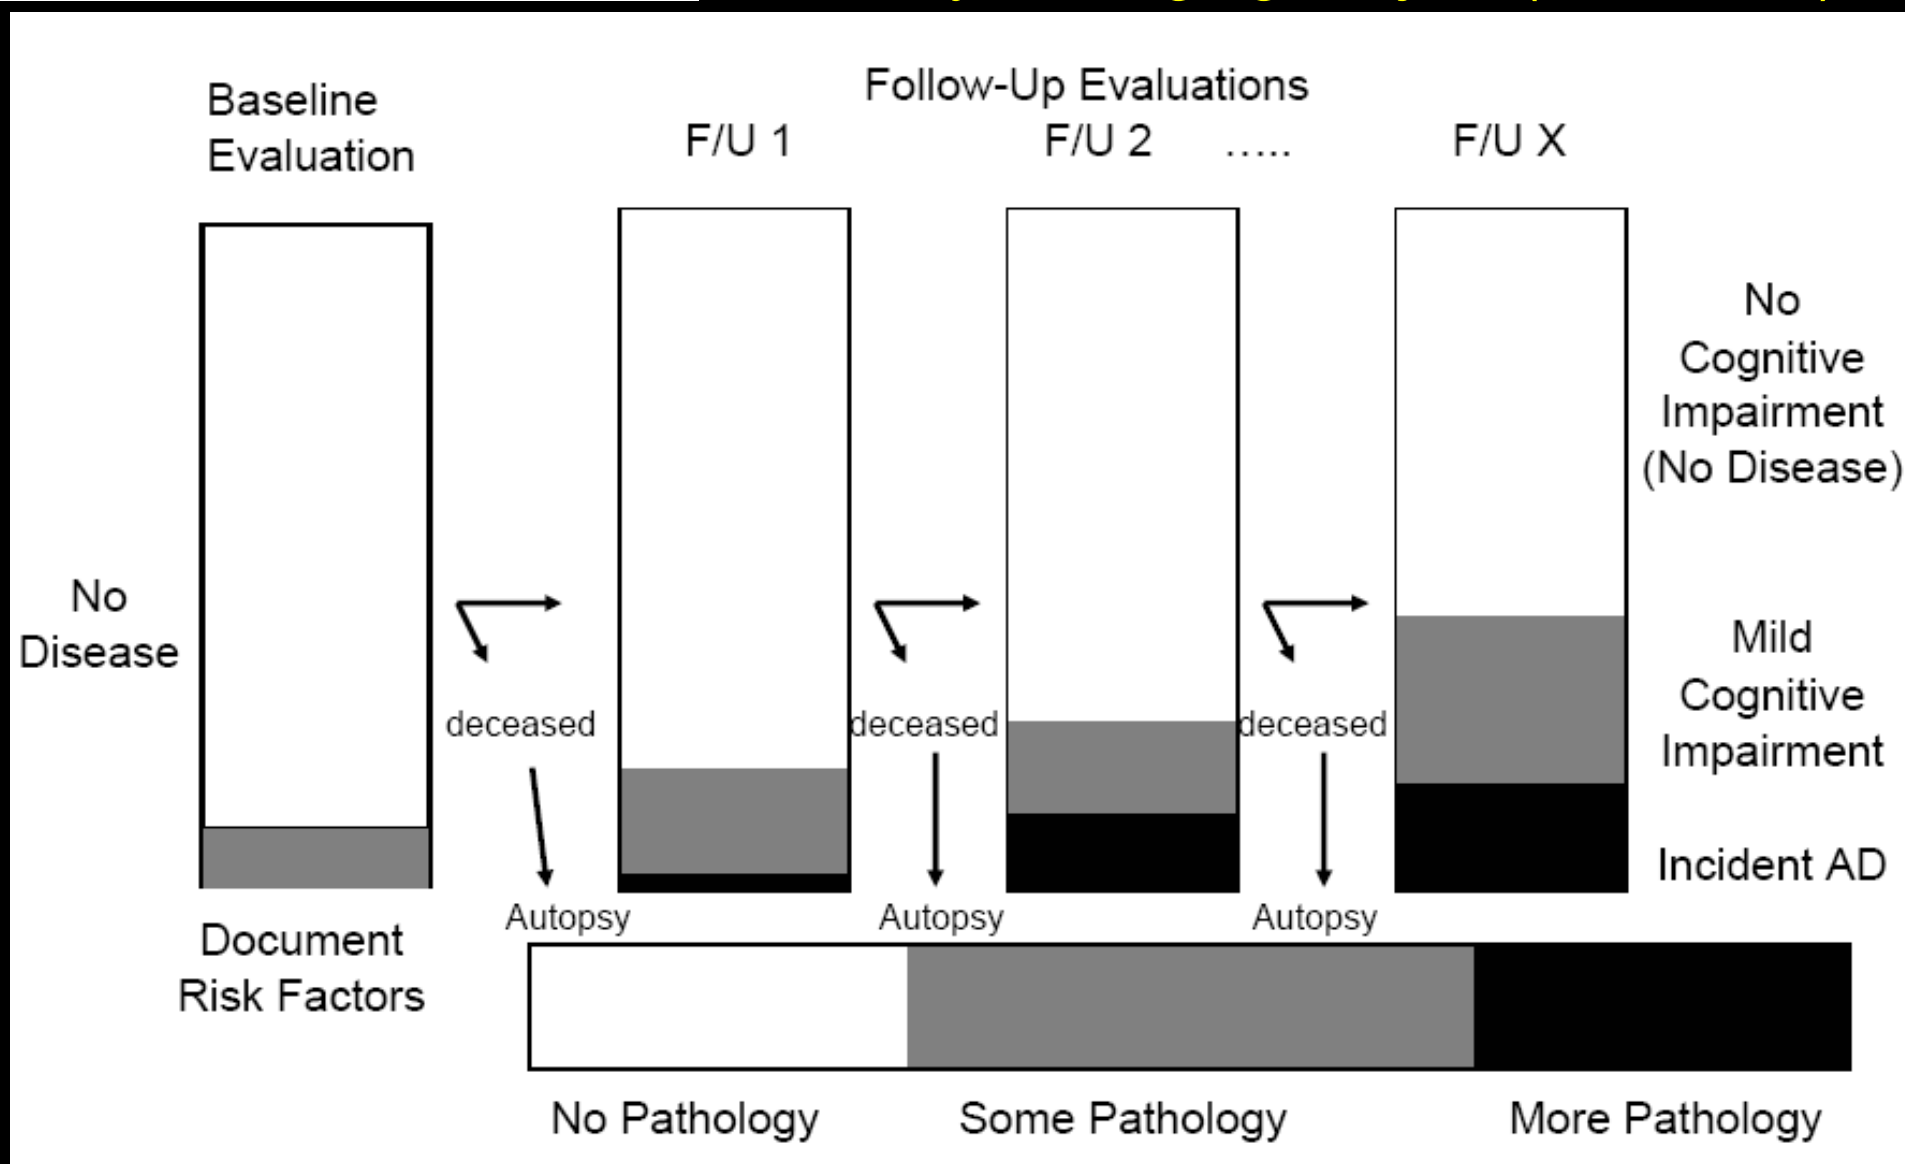 Baseline
Evaluation
Follow-Up Evaluations
F/U 1
F/U 2
.....
F/U X
No
Disease
No
Cognitive
Impairment
(No Disease)
Mild
Cognitive
Impairment
Incident AD
deceased
deceased
deceased
Autopsy
Autopsy
Autopsy
Document
Risk Factors
No Pathology
Some Pathology
More Pathology